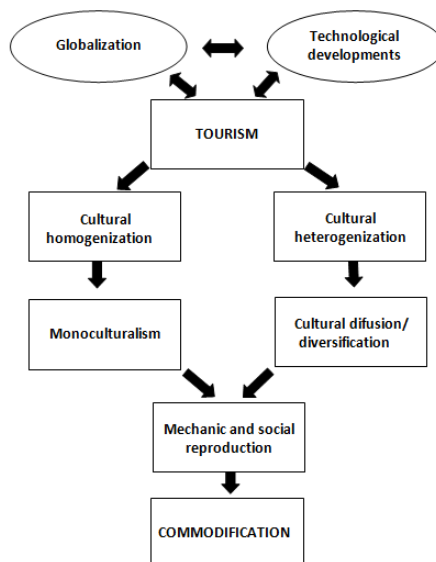 Globalization
Technological
developments
TOURISM
Cultural
homogenization
Cultural
heterogenization
Monoculturalism
Cultural difusion/
diversification
Mechanic and social
reproduction
COMMODIFICATION